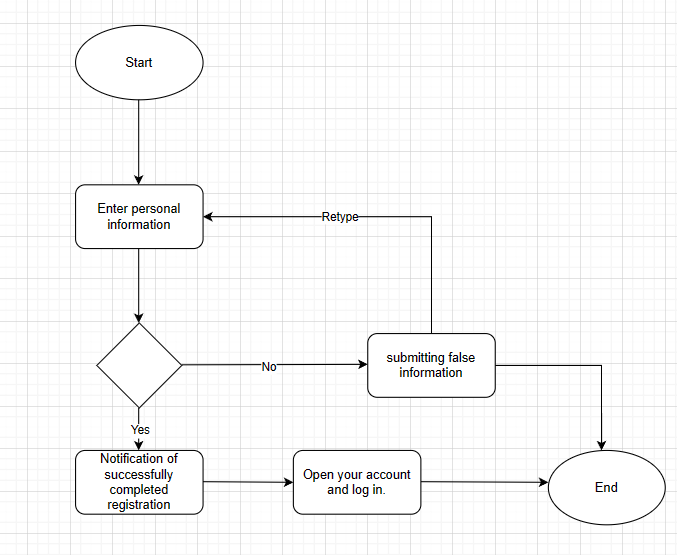 Start
Enter personal
information
Retype
No
submitting false
information
Yes
Notification of
successfully
completed
registration
Open your account
and log in.
End